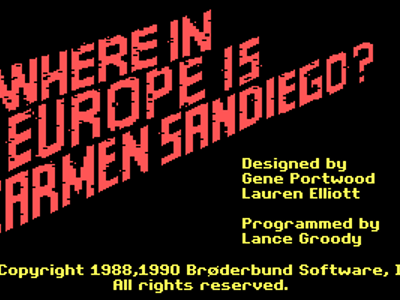 WHERE IN
EUROPE IS
CARMEN SANDIEGO?
Designed by
Gene Portwood
Lauren Elliott
Programmed by
Lance Groody
Copyright 1988,1990 Brøderbund Software, I
All rights reserved.